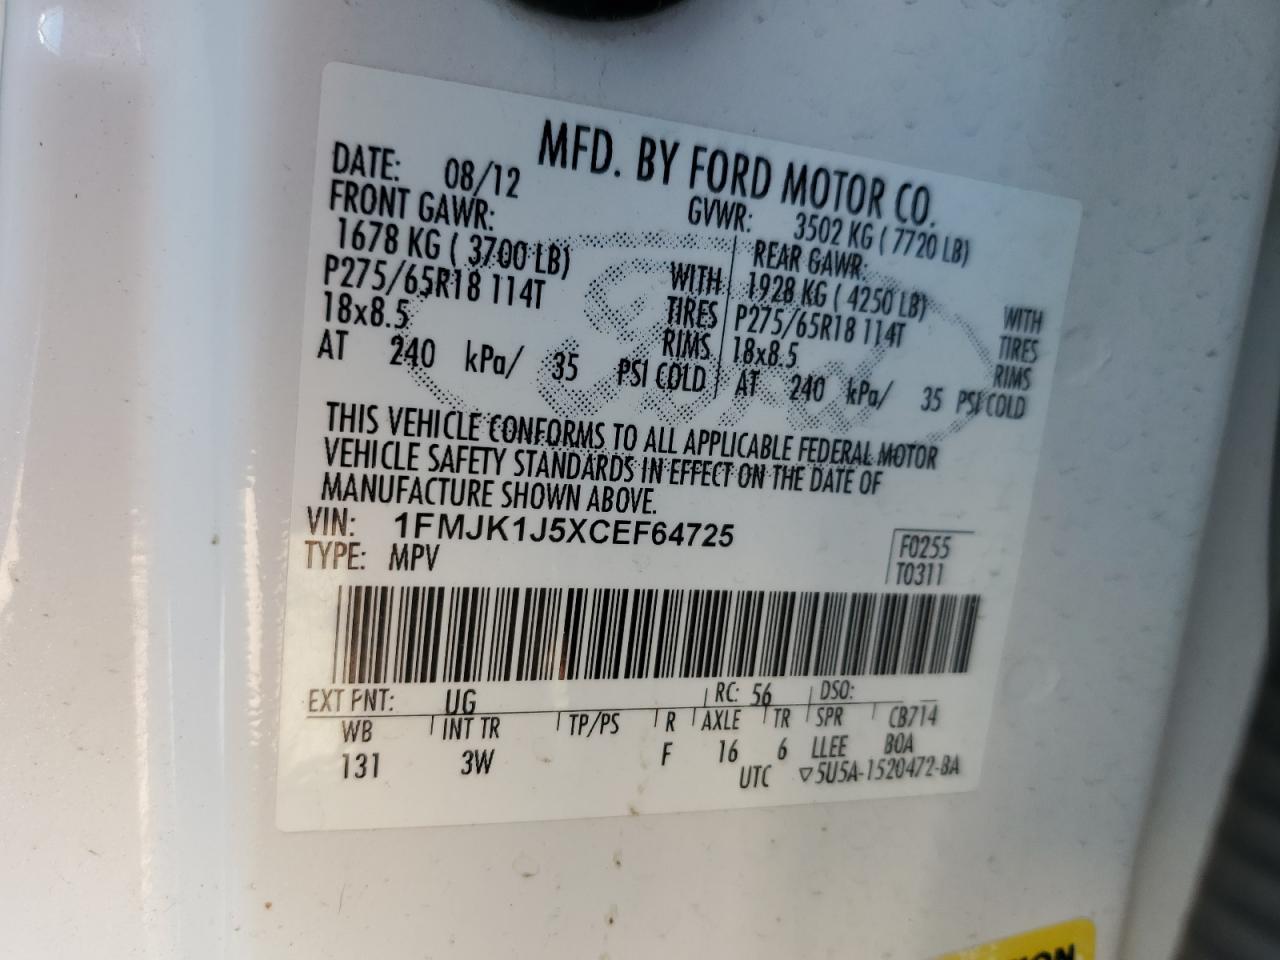 MFD. BY FORD MOTOR CO.
DATE: 08/12 GVWR: 3502 KG ( 7720 LB)
FRONT GAWR: REAR GAWR:
1678 KG ( 3700 LB) WITH 1928 KG ( 4250 LB) WITH
P275/65R18 114T TIRES P275/65R18 114T TIRES
18x8.5 RIMS 18x8.5 RIMS
AT 240 kPa/ 35 PSI COLD AT 240 kPa/ 35 PSI COLD
THIS VEHICLE CONFORMS TO ALL APPLICABLE FEDERAL MOTOR
VEHICLE SAFETY STANDARDS IN EFFECT ON THE DATE OF
MANUFACTURE SHOWN ABOVE.
VIN: 1FMJK1J5XCEF64725 F0255
TYPE: MPV T0311
EXT PNT: UG RC: 56 DSO:
WB INT TR TP/PS R AXLE TR SPR CB714
131 3W F 16 6 LLEE BOA
UTC ▽5U5A-1520472-BA